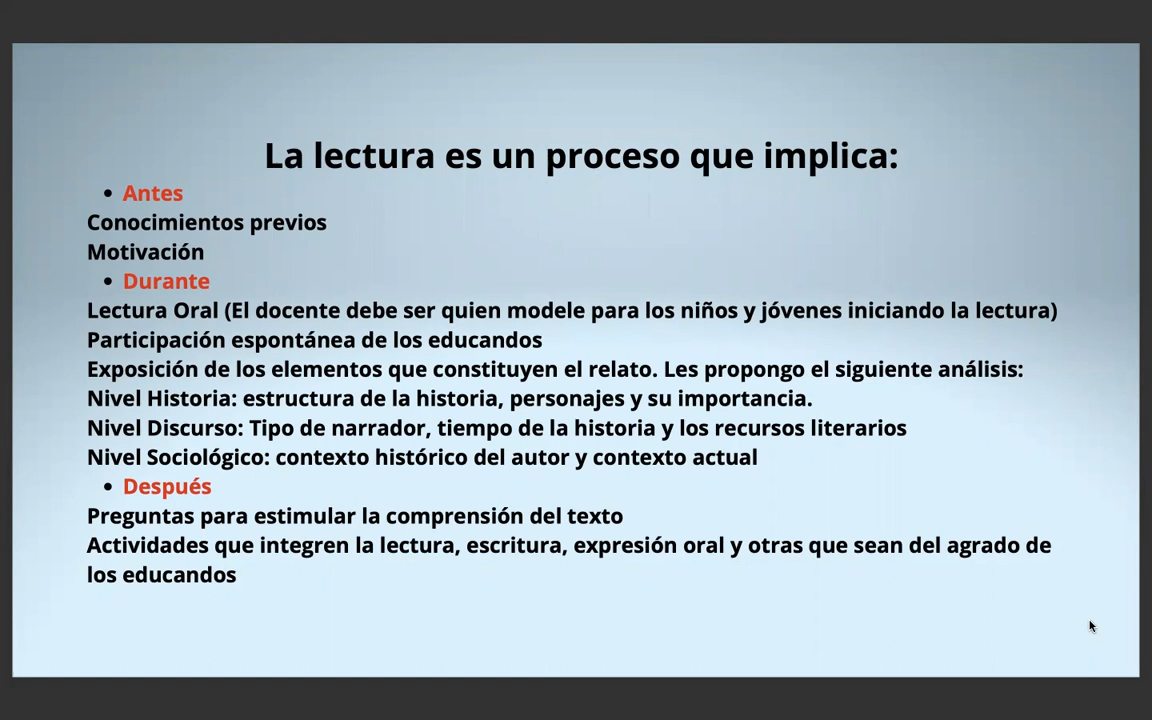 La lectura es un proceso que implica:
• Antes
Conocimientos previos
Motivación
• Durante
Lectura Oral (El docente debe ser quien modele para los niños y jóvenes iniciando la lectura)
Participación espontánea de los educandos
Exposición de los elementos que constituyen el relato. Les propongo el siguiente análisis:
Nivel Historia: estructura de la historia, personajes y su importancia.
Nivel Discurso: Tipo de narrador, tiempo de la historia y los recursos literarios
Nivel Sociológico: contexto histórico del autor y contexto actual
• Después
Preguntas para estimular la comprensión del texto
Actividades que integren la lectura, escritura, expresión oral y otras que sean del agrado de
los educandos